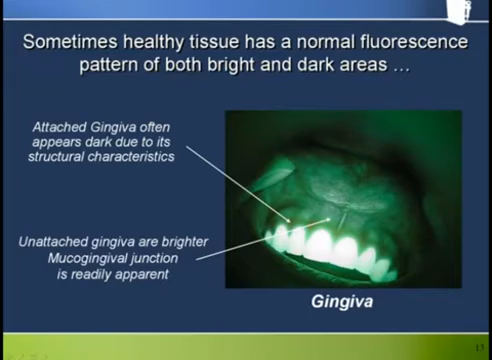 Sometimes healthy tissue has a normal fluorescence
pattern of both bright and dark areas …
Attached Gingiva often
appears dark due to its
structural characteristics
Unattached gingiva are brighter
Mucogingival junction
is readily apparent
Gingiva
13